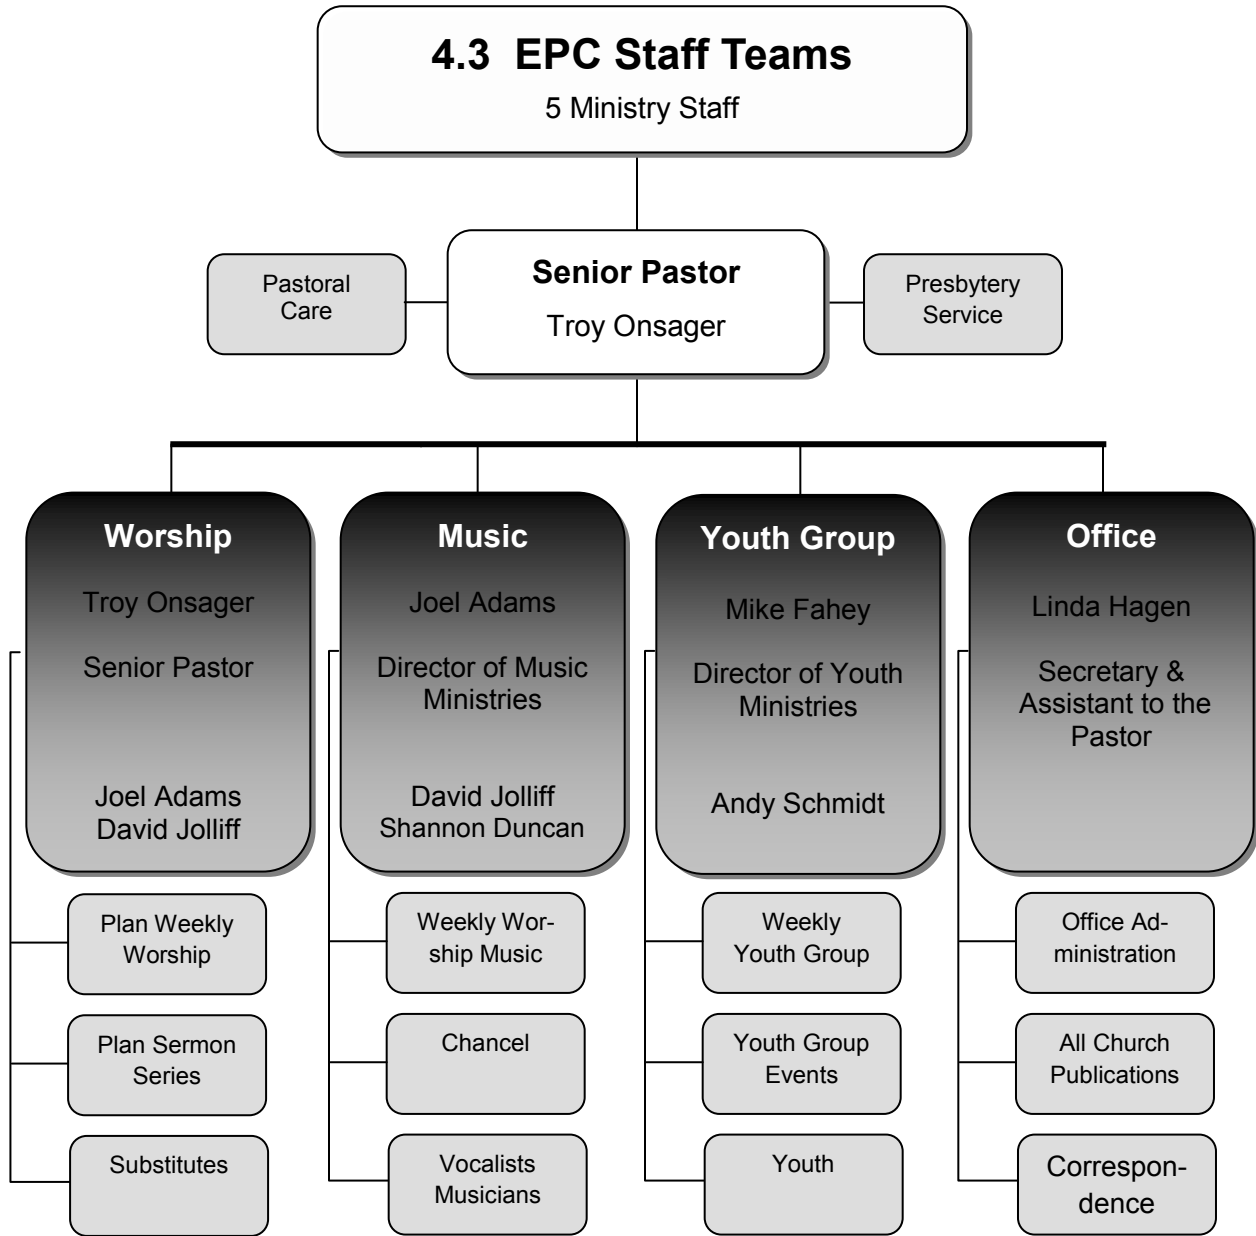 4.3 EPC Staff Teams
5 Ministry Staff
Pastoral
Care
Senior Pastor
Troy Onsager
Presbytery
Service
Worship
Troy Onsager
Senior Pastor
Joel Adams
David Jolliff
Plan Weekly
Worship
Plan Sermon
Series
Substitutes
Music
Joel Adams
Director of Music
Ministries
David Jolliff
Shannon Duncan
Weekly Wor-
ship Music
Chancel
Vocalists
Musicians
Youth Group
Mike Fahey
Director of Youth
Ministries
Andy Schmidt
Weekly
Youth Group
Youth Group
Events
Youth
Office
Linda Hagen
Secretary &
Assistant to the
Pastor
Office Ad-
ministration
All Church
Publications
Correspon-
dence